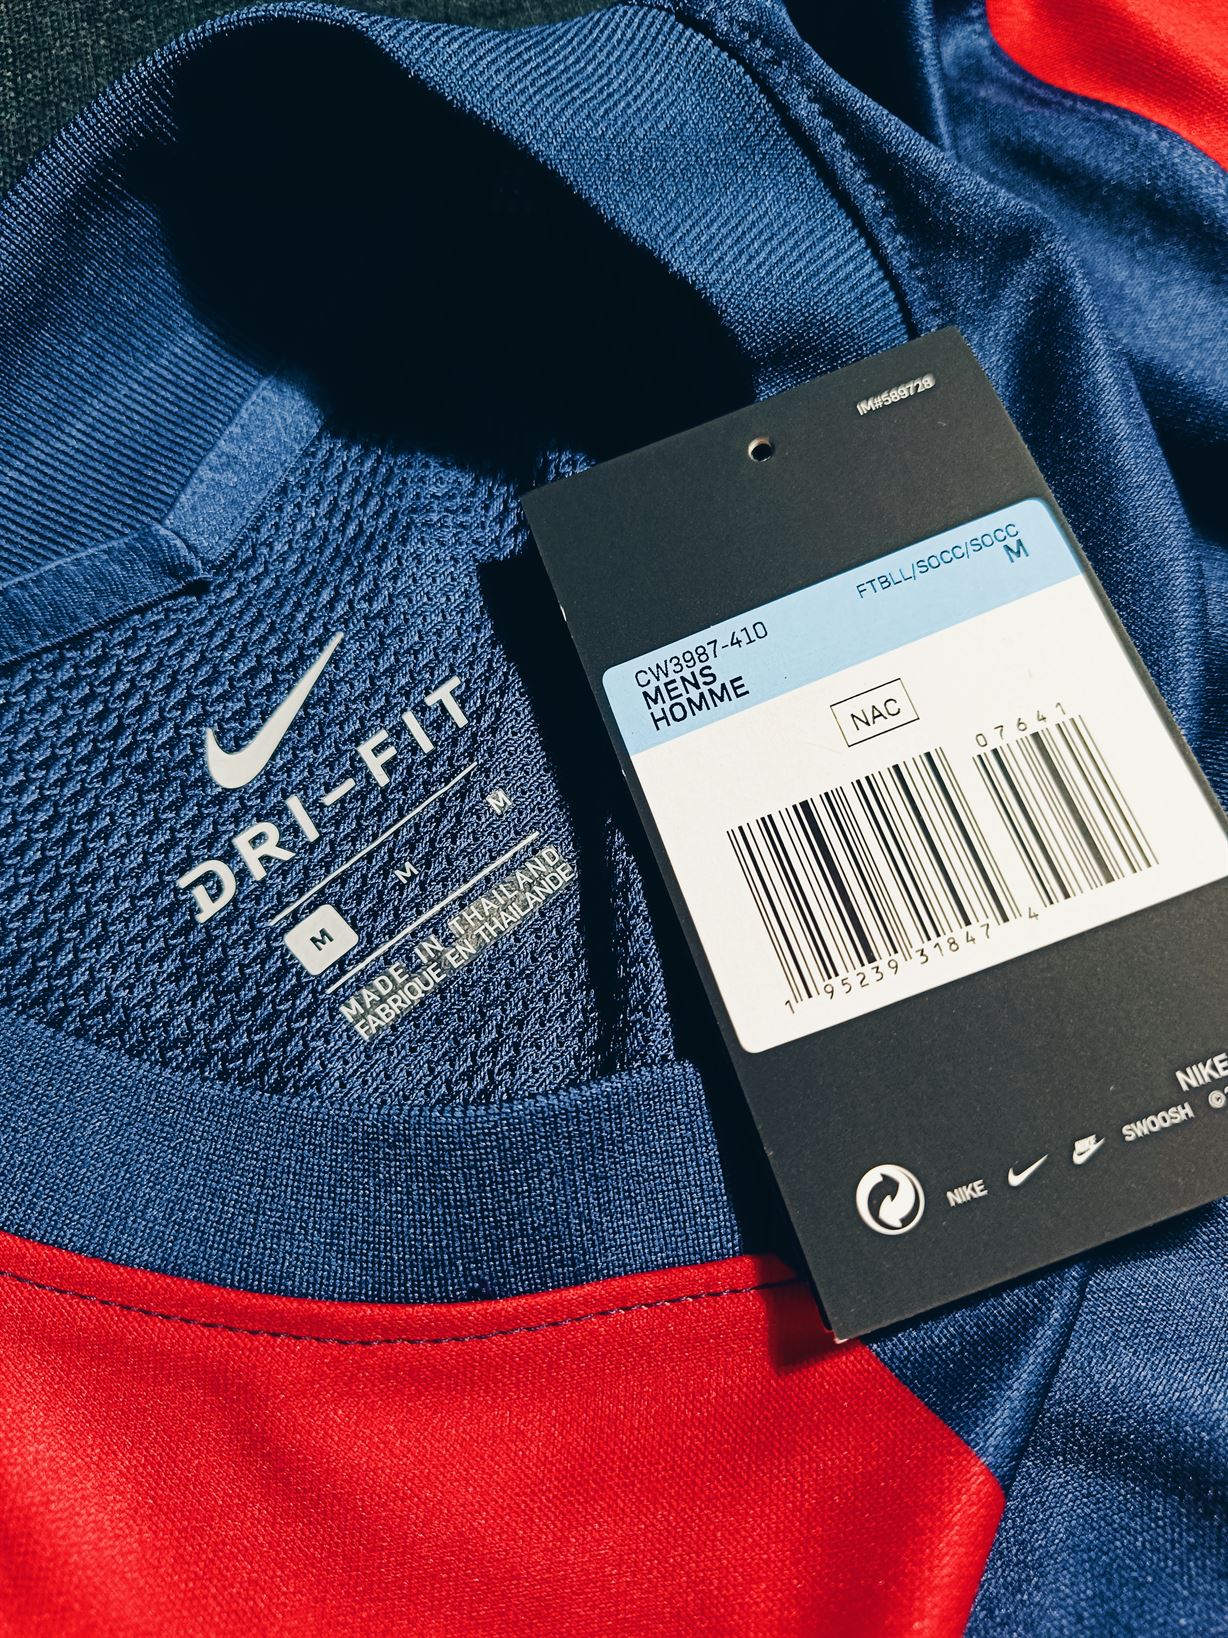 DRI-FIT
M M M
MADE IN THAILAND
FABRIQUE EN THAILANDE
IM#589728
FTBLL/SOCC/SOCC
M
CW3987-410
MENS
HOMME
NAC
07641
1 95239 31847 4
NIKE
NIKE SWOOSH ©